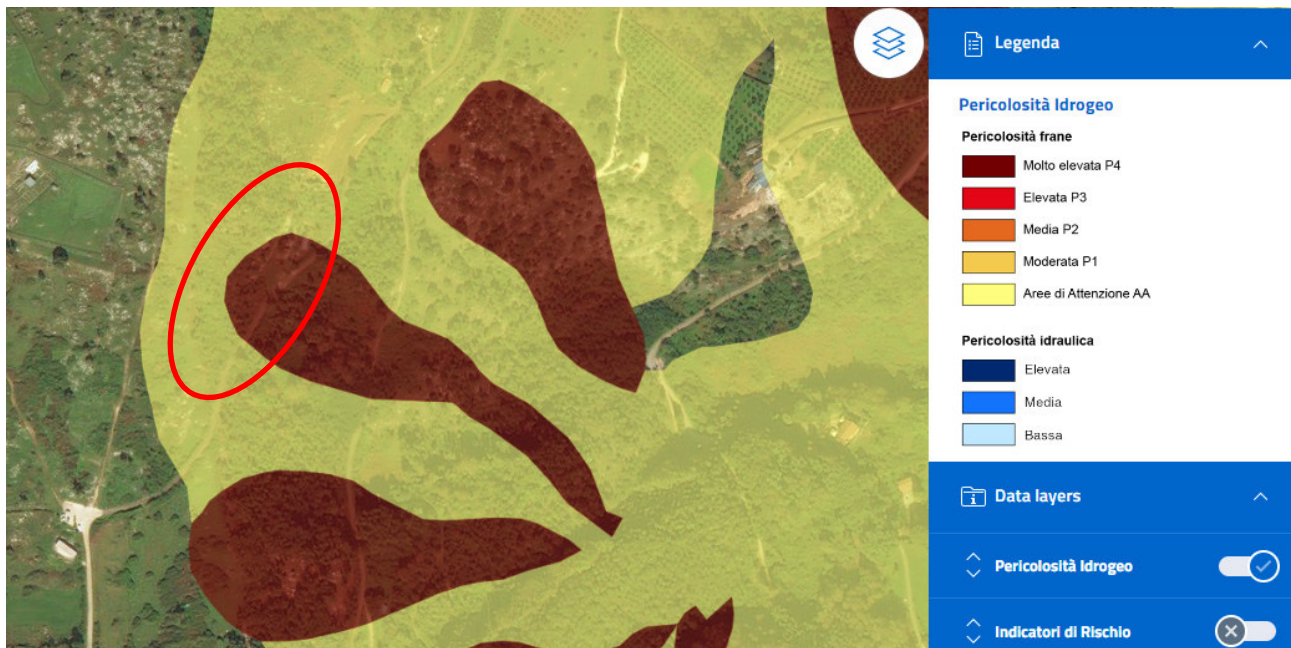 Legenda
Pericolosità Idrogeo
Pericolosità frane
Molto elevata P4
Elevata P3
Media P2
Moderata P1
Aree di Attenzione AA
Pericolosità idraulica
Elevata
Media
Bassa
Data layers
Pericolosità Idrogeo
Indicatori di Rischio